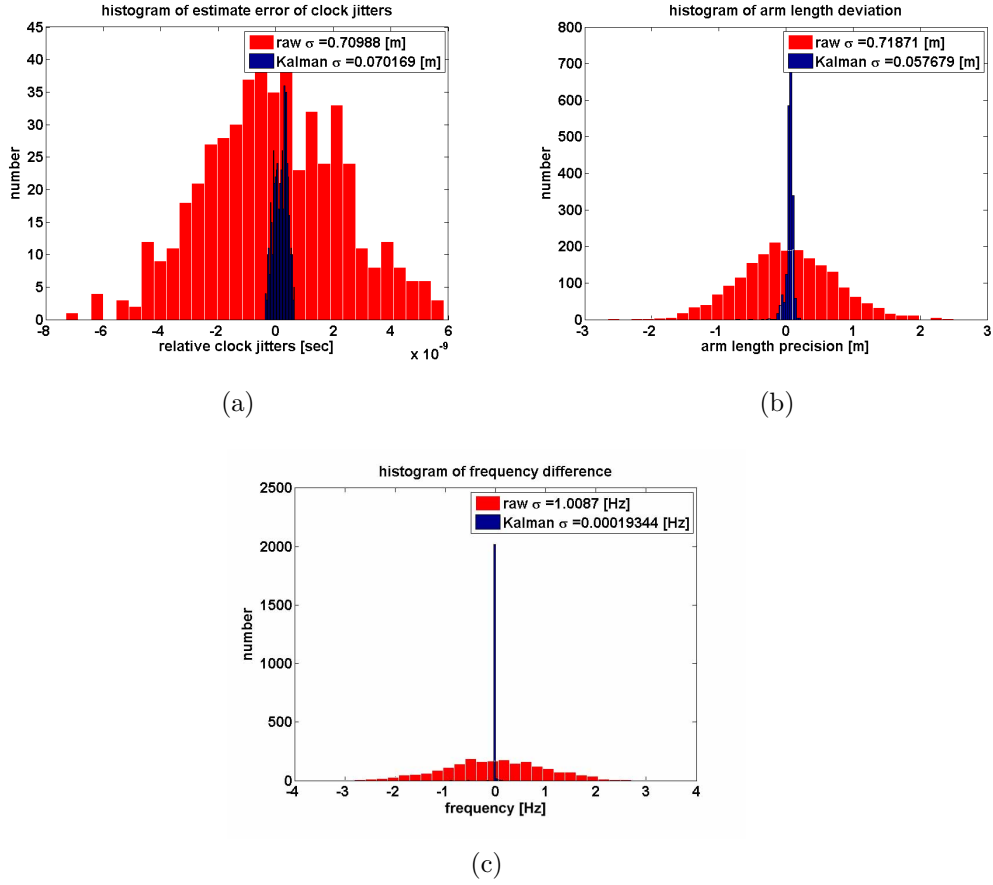 histogram of estimate error of clock jitters
raw σ =0.70988 [m]
Kalman σ =0.070169 [m]
number
45
40
35
30
25
20
15
10
5
0
-8
-6
-4
-2
0
2
4
6
relative clock jitters [sec]
x 10^-9
(a)
histogram of arm length deviation
raw σ =0.71871 [m]
Kalman σ =0.057679 [m]
number
800
700
600
500
400
300
200
100
0
-3
-2
-1
0
1
2
3
arm length precision [m]
(b)
histogram of frequency difference
raw σ =1.0087 [Hz]
Kalman σ =0.00019344 [Hz]
number
2500
2000
1500
1000
500
0
-4
-3
-2
-1
0
1
2
3
4
frequency [Hz]
(c)